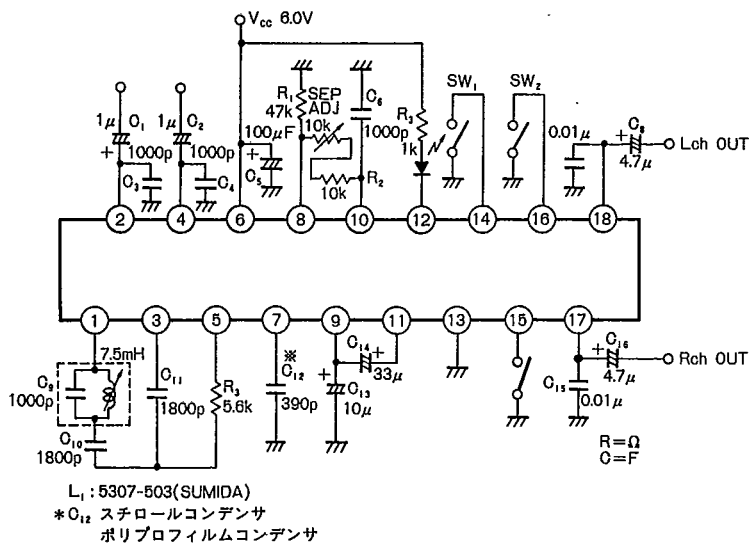 Vcc 6.0V
R₁
47k
SEP
ADJ
10k
C₆
1000p
R₃
1k
SW₁
SW₂
0.01μ
+ C₈
4.7μ
Lch OUT
1μ
C₁
+
1000p
C₃
1μ
C₂
+
1000p
C₄
100μF
+
C₅
10k
R₂
2 4 6 8 10 12 14 16 18
1 3 5 7 9 11 13 15 17
7.5mH
C₉
1000p
C₁₀
1800p
C₁₁
1800p
R₃
5.6k
※
C₁₂
390p
C₁₄
+
33μ
+
C₁₃
10μ
+ C₁₆
4.7μ
Rch OUT
C₁₅
0.01μ
R=Ω
C=F
L₁ : 5307-503(SUMIDA)
*C₁₂ スチロールコンデンサ
ポリプロフィルムコンデンサ